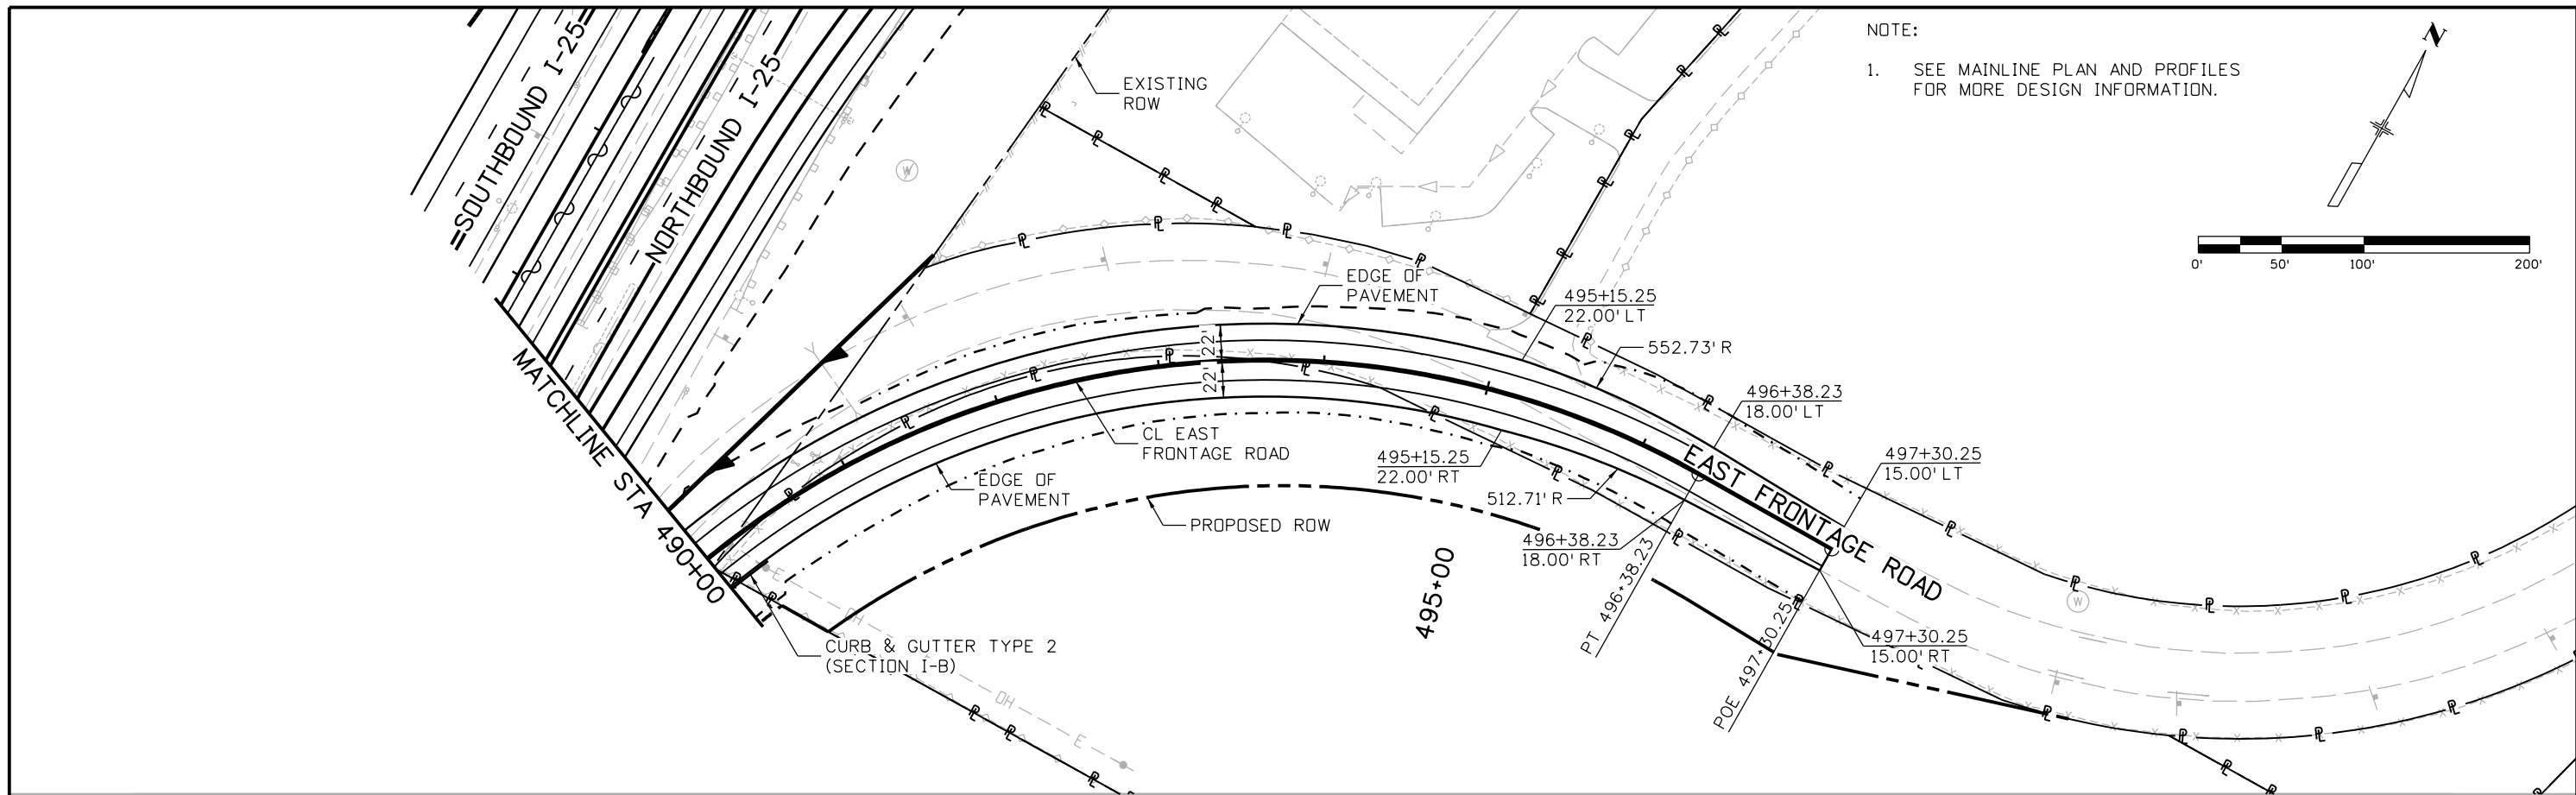 SOUTHBOUND I-25
NORTHBOUND I-25
MATCHLINE STA 490+00
EXISTING
ROW
NOTE:
1. SEE MAINLINE PLAN AND PROFILES
FOR MORE DESIGN INFORMATION.
N
0' 50' 100' 200'
W
EDGE OF
PAVEMENT
495+15.25
22.00' LT
552.73' R
496+38.23
18.00' LT
497+30.25
15.00' LT
22'
22'
CL EAST
FRONTAGE ROAD
EDGE OF
PAVEMENT
PROPOSED ROW
495+15.25
22.00' RT
512.71' R
496+38.23
18.00' RT
EAST FRONTAGE ROAD
495+00
PT 496+38.23
POE 497+30.25
497+30.25
15.00' RT
W
CURB & GUTTER TYPE 2
(SECTION I-B)
E
OH
OH
E